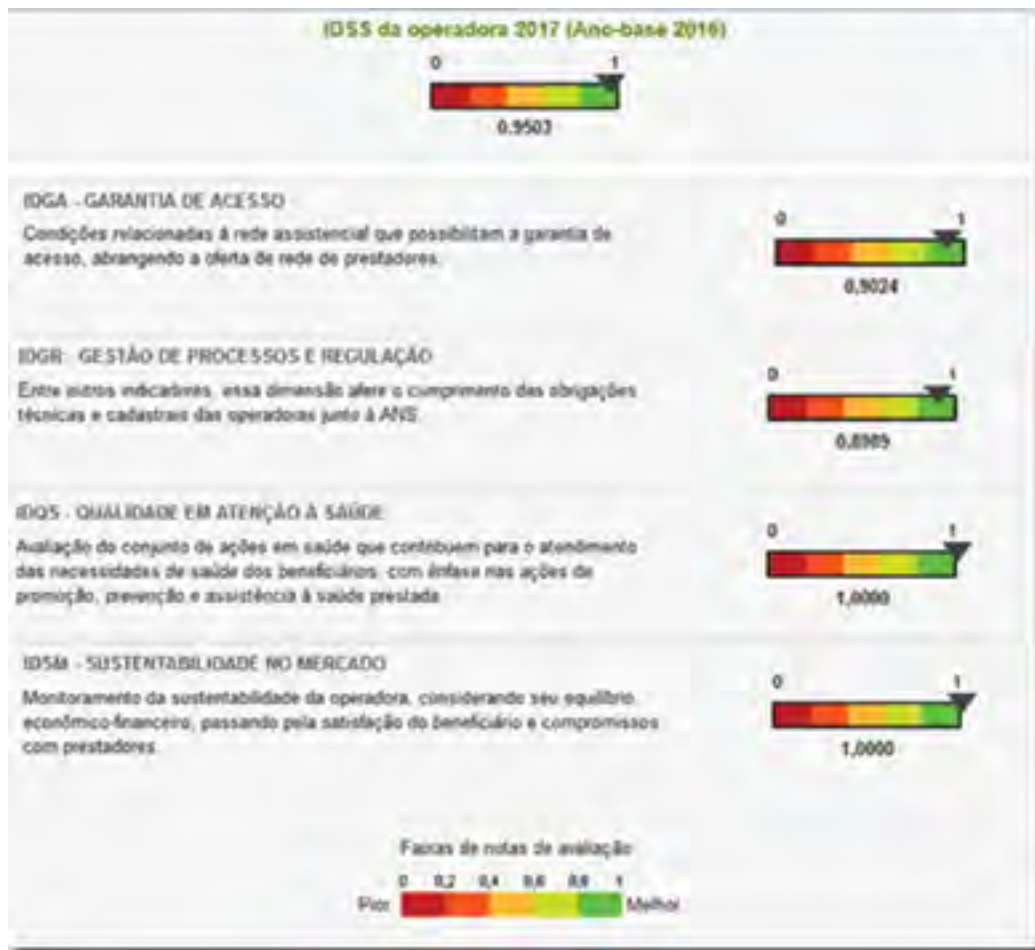 IDSS da operadora 2017 (Ano-base 2016)
0 1
0.9503
IDGA - GARANTIA DE ACESSO
Condições relacionadas à rede assistencial que possibilitam a garantia de
acesso, abrangendo a oferta de rede de prestadores.
0 1
0,9024
IDGR - GESTÃO DE PROCESSOS E REGULAÇÃO
Entre outros indicadores, essa dimensão afere o cumprimento das obrigações
técnicas e cadastrais das operadoras junto à ANS.
0 1
0,8989
IDQS - QUALIDADE EM ATENÇÃO À SAÚDE
Avaliação do conjunto de ações em saúde que contribuem para o atendimento
das necessidades de saúde dos beneficiários, com ênfase nas ações de
promoção, prevenção e assistência à saúde prestada
0 1
1,0000
IDSM - SUSTENTABILIDADE NO MERCADO
Monitoramento da sustentabilidade da operadora, considerando seu equilíbrio
econômico-financeiro, passando pela satisfação do beneficiário e compromissos
com prestadores.
0 1
1,0000
Faixas de notas de avaliação
0 0,2 0,4 0,6 0,8 1
Pior Melhor